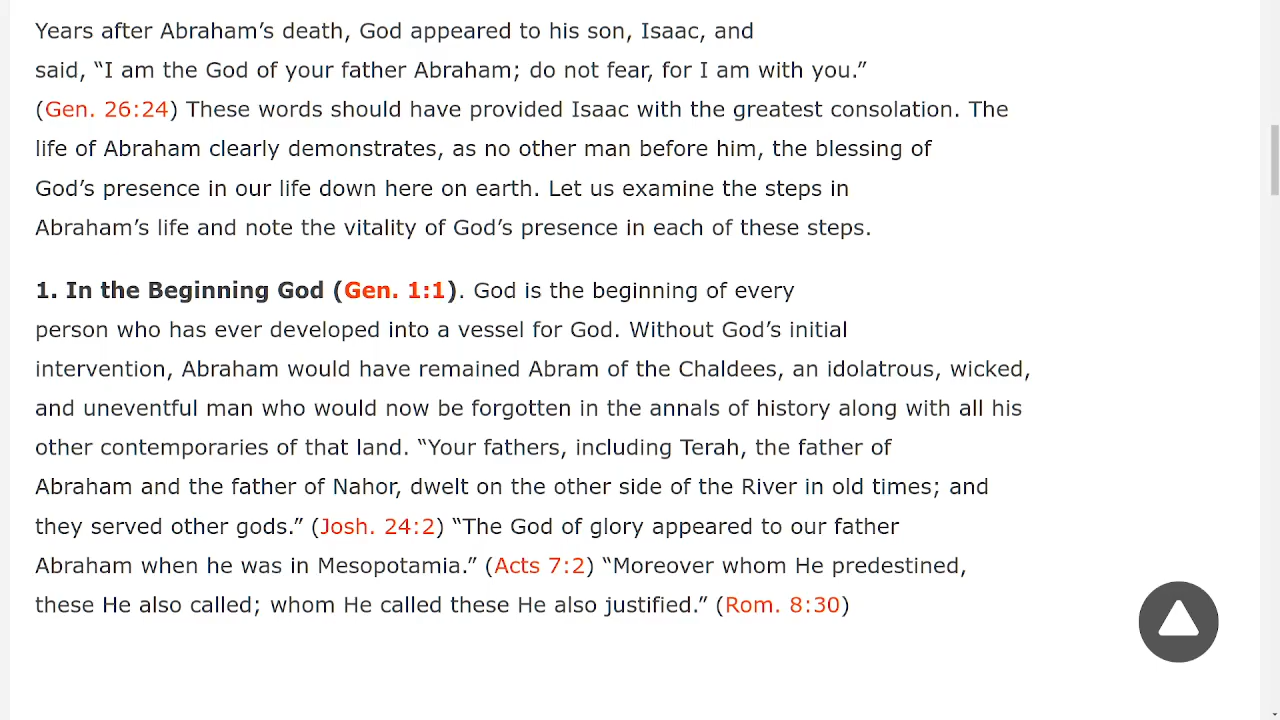 Years after Abraham’s death, God appeared to his son, Isaac, and
said, “I am the God of your father Abraham; do not fear, for I am with you.”
(Gen. 26:24) These words should have provided Isaac with the greatest consolation. The
life of Abraham clearly demonstrates, as no other man before him, the blessing of
God’s presence in our life down here on earth. Let us examine the steps in
Abraham’s life and note the vitality of God’s presence in each of these steps.
1. In the Beginning God (Gen. 1:1). God is the beginning of every
person who has ever developed into a vessel for God. Without God’s initial
intervention, Abraham would have remained Abram of the Chaldees, an idolatrous, wicked,
and uneventful man who would now be forgotten in the annals of history along with all his
other contemporaries of that land. “Your fathers, including Terah, the father of
Abraham and the father of Nahor, dwelt on the other side of the River in old times; and
they served other gods.” (Josh. 24:2) “The God of glory appeared to our father
Abraham when he was in Mesopotamia.” (Acts 7:2) “Moreover whom He predestined,
these He also called; whom He called these He also justified.” (Rom. 8:30)